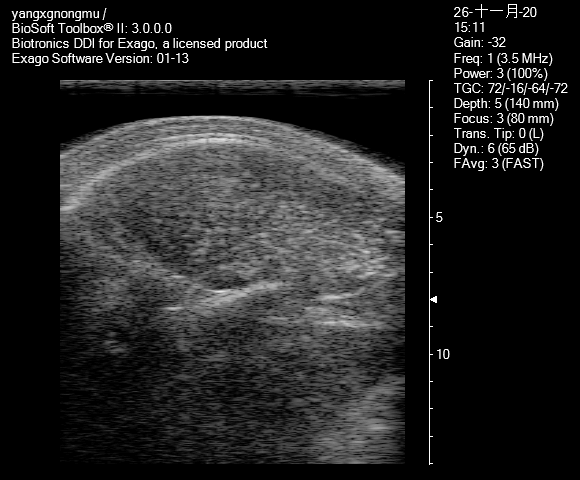 yangxgnongmu /
BioSoft Toolbox® II: 3.0.0.0
Biotronics DDI for Exago, a licensed product
Exago Software Version: 01-13
26-十一月-20
15:11
Gain: -32
Freq: 1 (3.5 MHz)
Power: 3 (100%)
TGC: 72/-16/-64/-72
Depth: 5 (140 mm)
Focus: 3 (80 mm)
Trans. Tip: 0 (L)
Dyn.: 6 (65 dB)
FAvg: 3 (FAST)
5
10